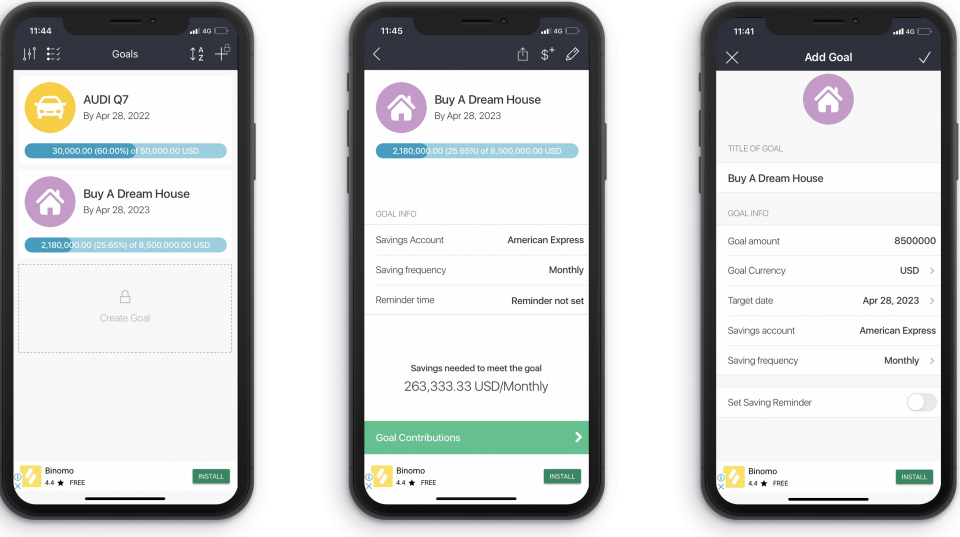 11:44
4G
Goals
A
Z
AUDI Q7
By Apr 28, 2022
30,000.00 (60.00%) of 50,000.00 USD
Buy A Dream House
By Apr 28, 2023
2,180,000.00 (25.65%) of 8,500,000.00 USD
Create Goal
Binomo
4.4 ★ FREE
INSTALL
11:45
4G
$+
Buy A Dream House
By Apr 28, 2023
2,180,000.00 (25.65%) of 8,500,000.00 USD
GOAL INFO
Savings Account American Express
Saving frequency Monthly
Reminder time Reminder not set
Savings needed to meet the goal
263,333.33 USD/Monthly
Goal Contributions
Binomo
4.4 ★ FREE
INSTALL
11:41
4G
Add Goal
TITLE OF GOAL
Buy A Dream House
GOAL INFO
Goal amount 8500000
Goal Currency USD
Target date Apr 28, 2023
Savings account American Express
Saving frequency Monthly
Set Saving Reminder
Binomo
4.4 ★ FREE
INSTALL